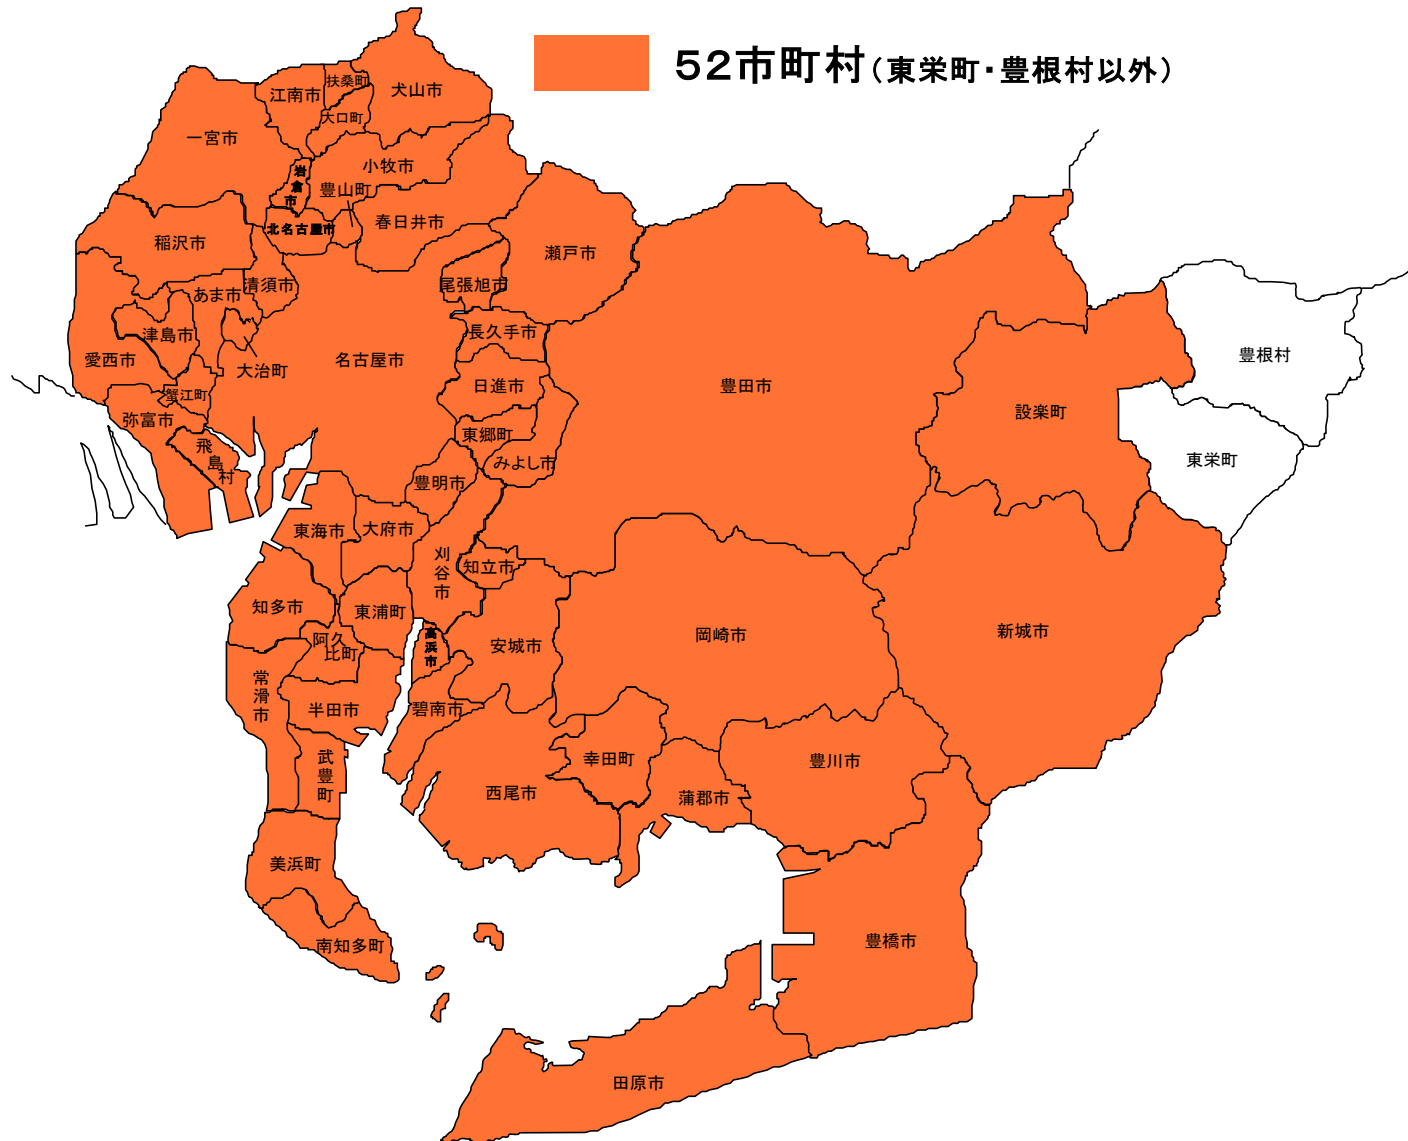 52市町村(東栄町・豊根村以外)
扶桑町
犬山市
江南市
大口町
一宮市
小牧市
岩倉市
豊山町
春日井市
北名古屋市
稲沢市
瀬戸市
清須市
尾張旭市
あま市
長久手市
津島市
愛西市
名古屋市
大治町
豊根村
日進市
豊田市
蟹江町
設楽町
弥富市
東郷町
飛島村
みよし市
東栄町
豊明市
東海市
大府市
刈谷市
知立市
知多市
東浦町
新城市
岡崎市
阿久比町
高浜市
安城市
常滑市
半田市
碧南市
武豊町
幸田町
豊川市
西尾市
蒲郡市
美浜町
南知多町
豊橋市
田原市